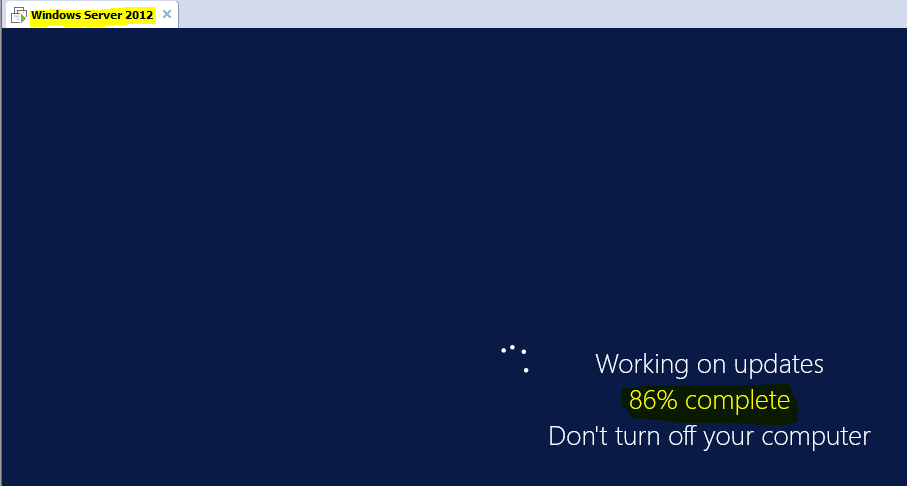 Windows Server 2012
Working on updates
86% complete
Don't turn off your computer